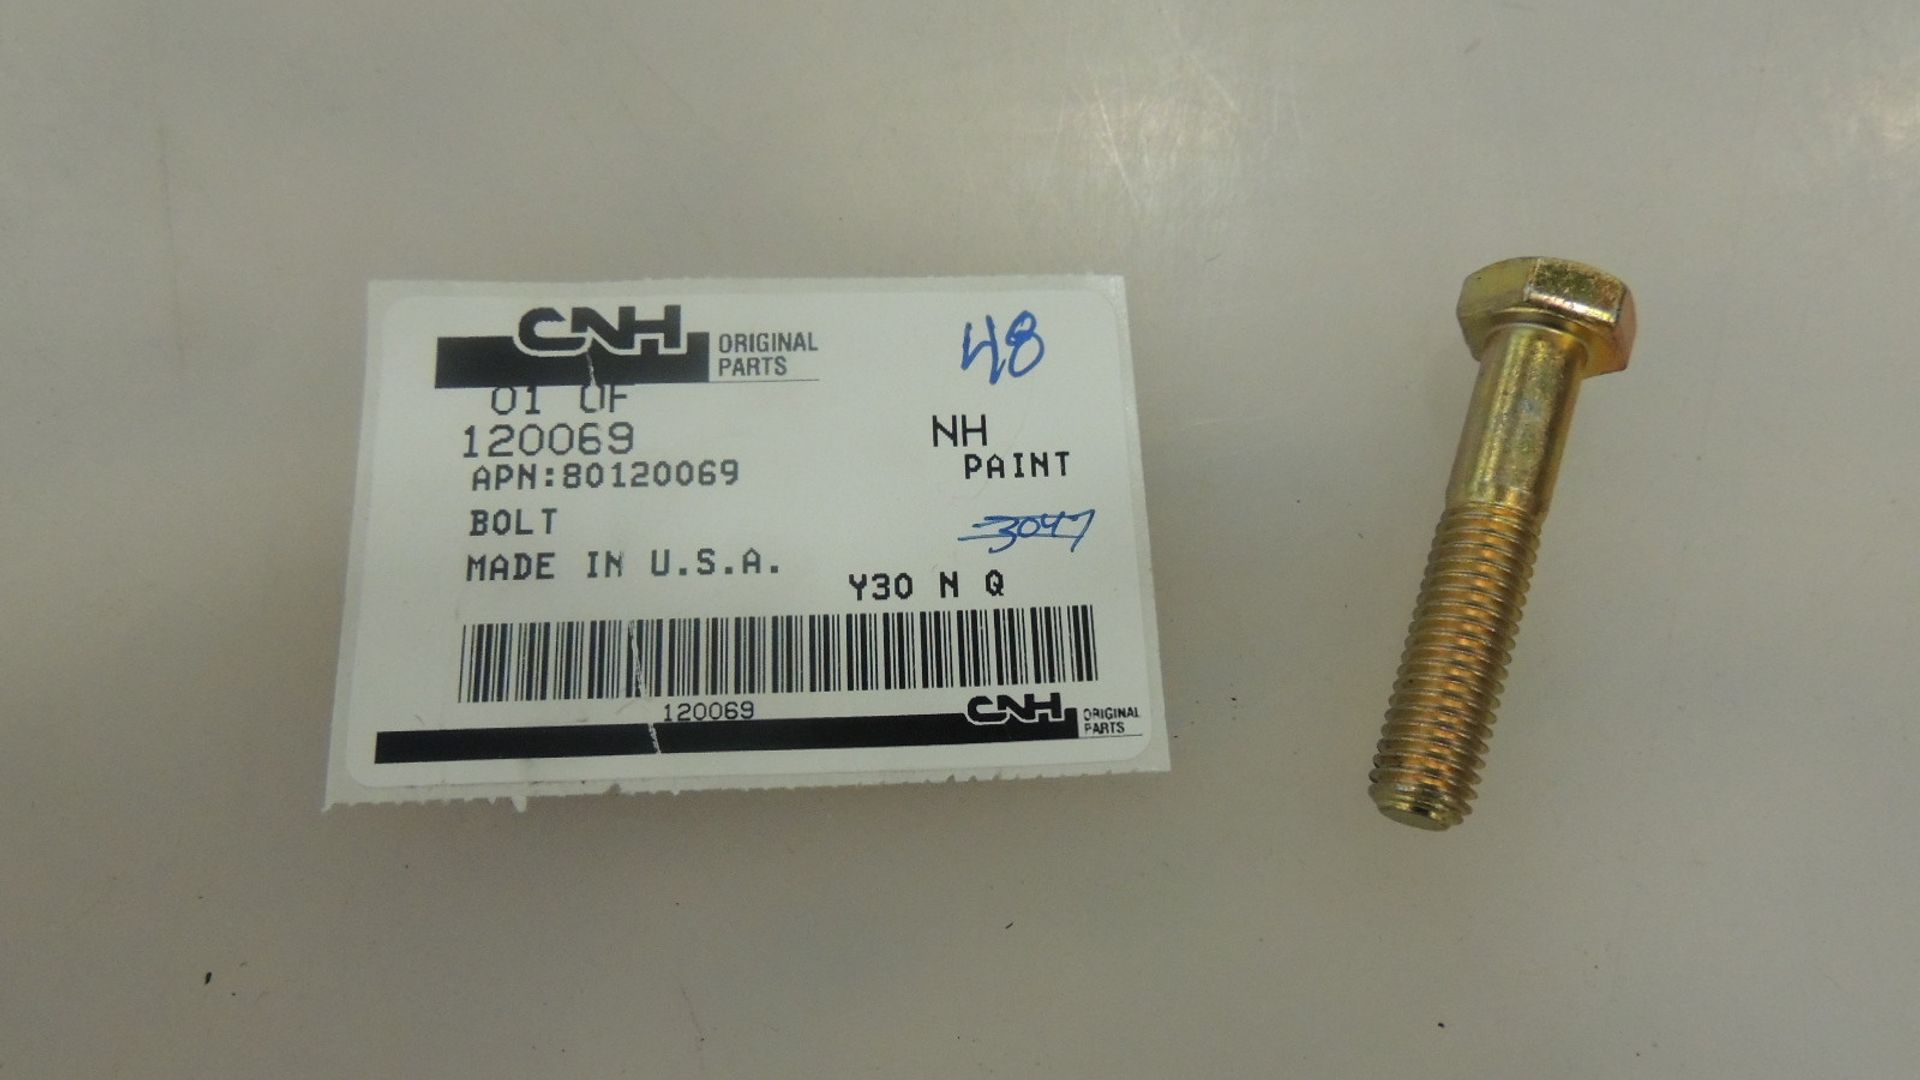 CNH ORIGINAL
PARTS
48
01 OF
120069
NH
APN:80120069
PAINT
BOLT
3047
MADE IN U.S.A.
Y30 N Q
120069
CNH ORIGINAL
PARTS